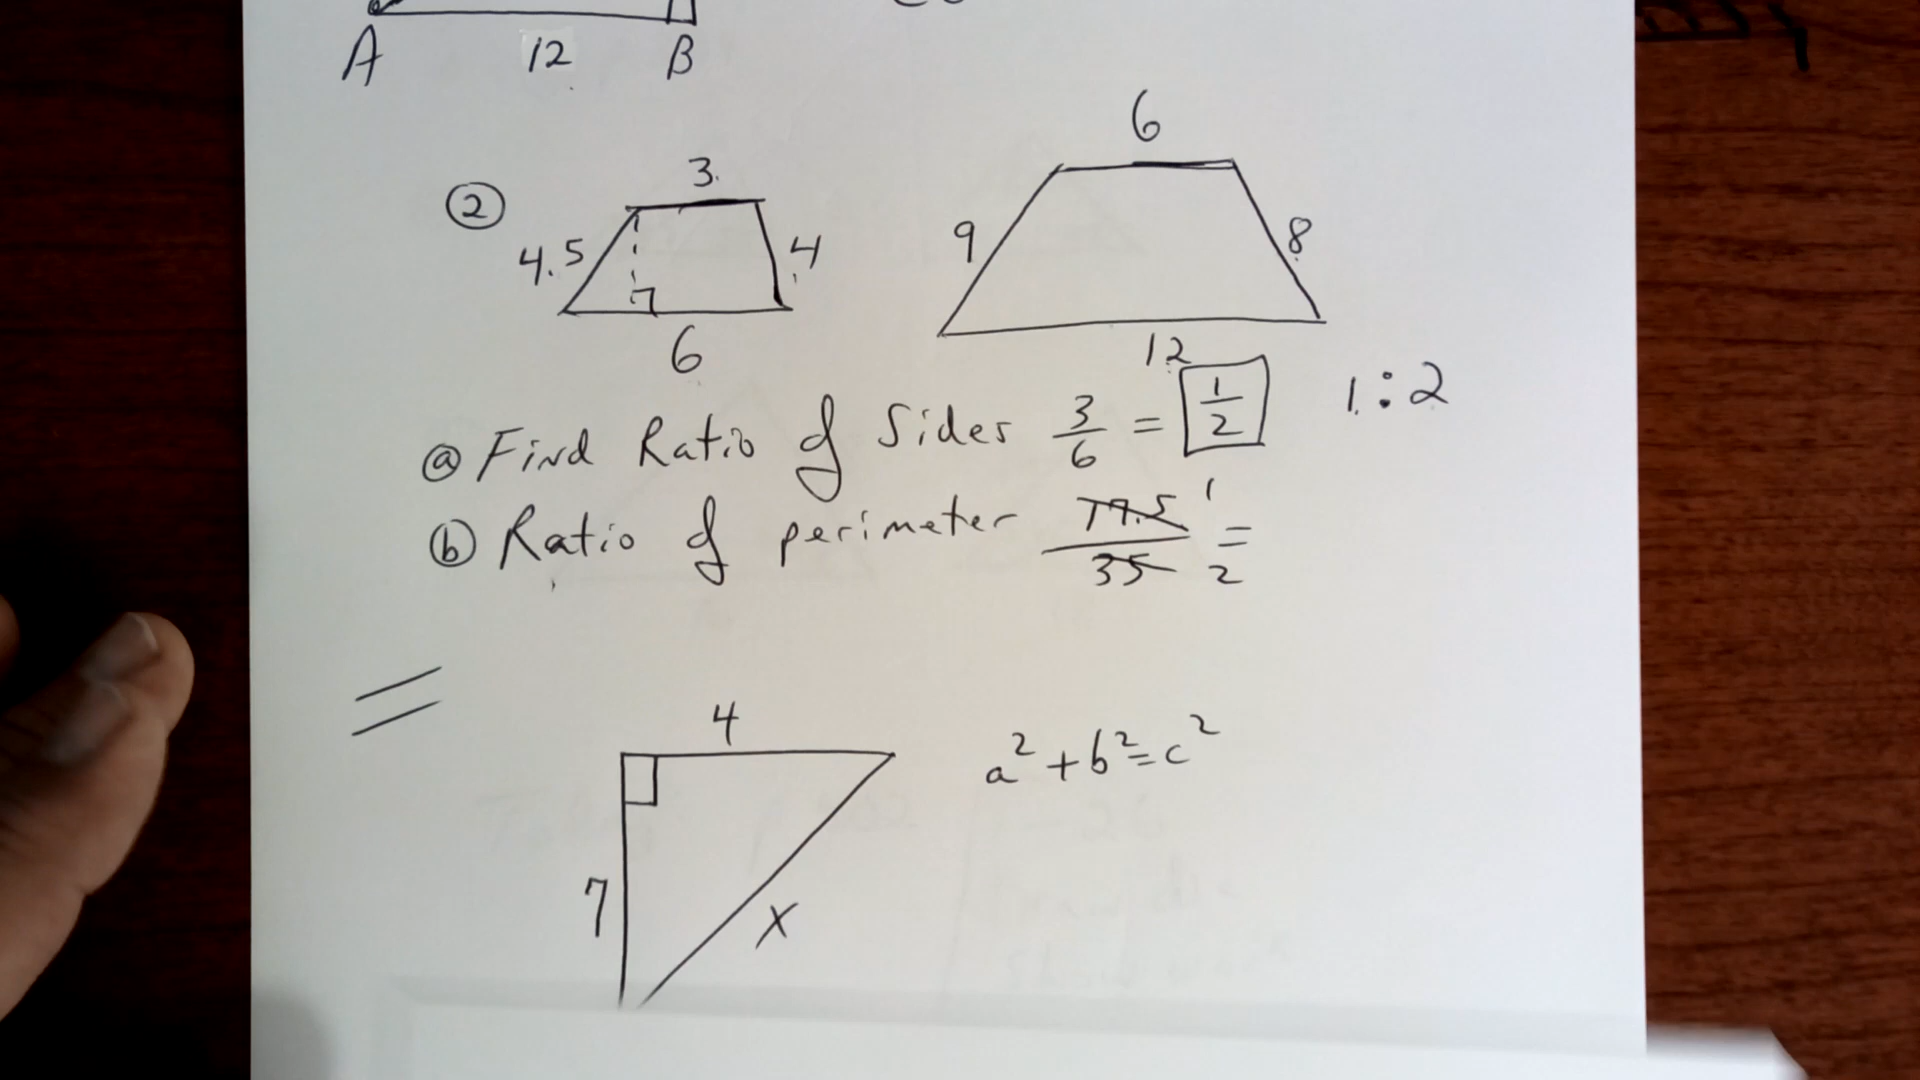 A 12 B
② 3. 6
4.5 4 9 8
6 12
ⓐ Find Ratio of Sides 3/6 = 1/2 1:2
ⓑ Ratio of perimeter 17.5/35 1/2 =
4
a²+b²=c²
7 x